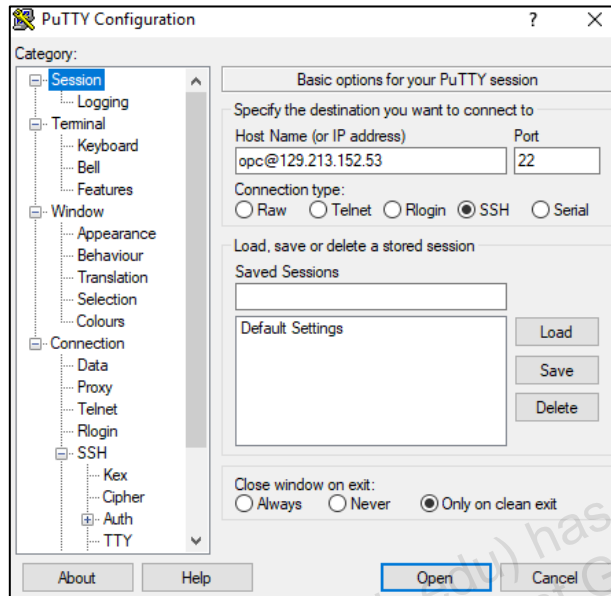 PuTTY Configuration ? X
Category:
Session
Logging
Terminal
Keyboard
Bell
Features
Window
Appearance
Behaviour
Translation
Selection
Colours
Connection
Data
Proxy
Telnet
Rlogin
SSH
Kex
Cipher
Auth
TTY
Basic options for your PuTTY session
Specify the destination you want to connect to
Host Name (or IP address) Port
opc@129.213.152.53 22
Connection type:
Raw Telnet Rlogin SSH Serial
Load, save or delete a stored session
Saved Sessions
Default Settings
Load
Save
Delete
Close window on exit:
Always Never Only on clean exit
About Help Open Cancel
has